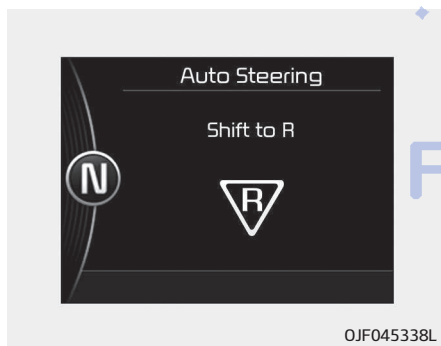 Auto Steering
Shift to R
N
R
F
OJF045338L